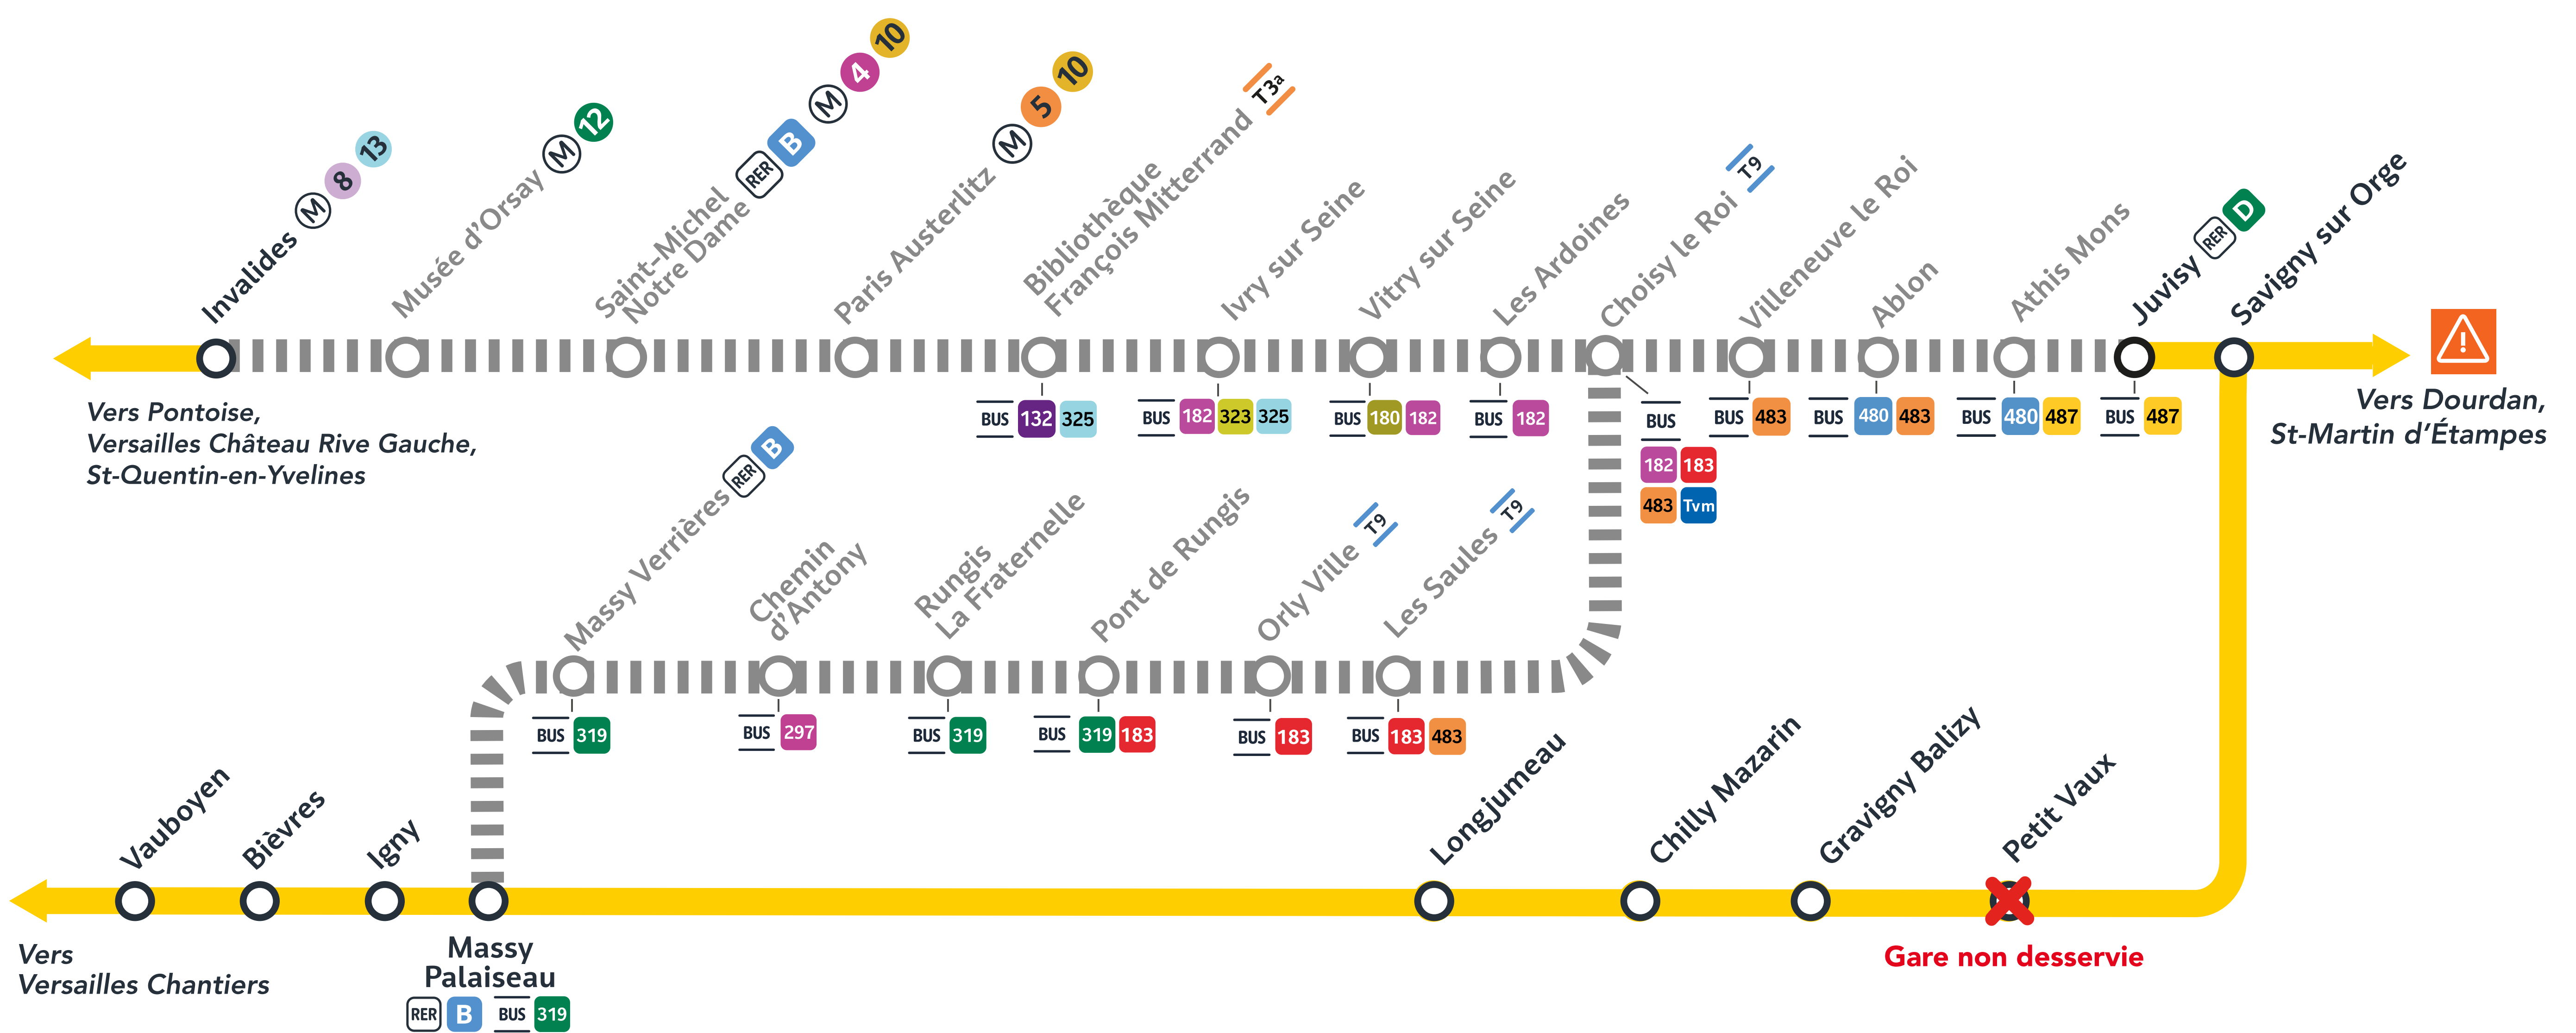 Invalides M 8 13
Musée d'Orsay M 12
Saint-Michel
Notre Dame RER B M 4 10
Paris Austerlitz M 5 10
Bibliothèque
François Mitterrand T3a
Ivry sur Seine
Vitry sur Seine
Les Ardoines
Choisy le Roi T9
Villeneuve le Roi
Ablon
Athis Mons
Juvisy RER D
Savigny sur Orge
Vers Pontoise,
Versailles Château Rive Gauche,
St-Quentin-en-Yvelines
BUS 132 325
BUS 182 323 325
BUS 180 182
BUS 182
BUS
182 183
483 Tvm
BUS 483
BUS 480 483
BUS 480 487
BUS 487
!
Vers Dourdan,
St-Martin d'Étampes
Massy Verrières RER B
Chemin
d'Antony
Rungis
La Fraternelle
Pont de Rungis
Orly Ville T9
Les Saules T9
BUS 319
BUS 297
BUS 319
BUS 319 183
BUS 183
BUS 183 483
Vauboyen
Bièvres
Igny
Longjumeau
Chilly Mazarin
Gravigny Balizy
Petit Vaux
Vers
Versailles Chantiers
Massy
Palaiseau
RER B BUS 319
Gare non desservie